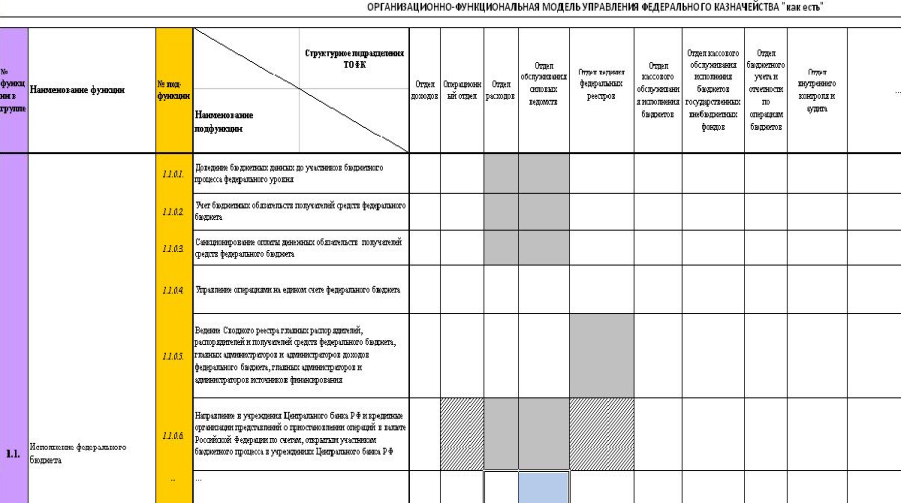 ОРГАНИЗАЦИОННО-ФУНКЦИОНАЛЬНАЯ МОДЕЛЬ УПРАВЛЕНИЯ ФЕДЕРАЛЬНОГО КАЗНАЧЕЙСТВА "как есть"
№
функц
ии в
группе
Наименование функции
№ под-
функции
Структурное подразделения
ТОФК
Наименование
подфункции
Отдел
доходов
Операционн
ый отдел
Отдел
расходов
Отдел
обслуживания
силовых
ведомств
Отдел ведения
федеральных
реестров
Отдел
кассового
обслуживани
я исполнения
бюджетов
Отдел кассового
обслуживания
исполнения
бюджетов
государственных
внебюджетных
фондов
Отдел
бюджетного
учета и
отчетности
по
операциям
бюджетов
Отдел
внутреннего
контроля и
аудита
...
1.1.0.1.
Доведение бюджетных данных до участников бюджетного
процесса федерального уровня
1.1.0.2.
Учет бюджетных обязательств получателей средств федерального
бюджета
1.1.0.3.
Санкционирование оплаты денежных обязательств получателей
средств федерального бюджета
1.1.0.4.
Управление операциями на едином счете федерального бюджета
1.1.0.5.
Ведение Сводного реестра главных распорядителей,
распорядителей и получателей средств федерального бюджета,
главных администраторов и администраторов доходов
федерального бюджета, главных администраторов и
администраторов источников финансирования
1.1.0.6.
Направление в учреждения Центрального банка РФ и кредитные
организации представлений о приостановлении операций в валюте
Российской Федерации по счетам, открытым участникам
бюджетного процесса в учреждениях Центрального банка РФ
1.1.
Исполнение федерального
бюджета
..
...